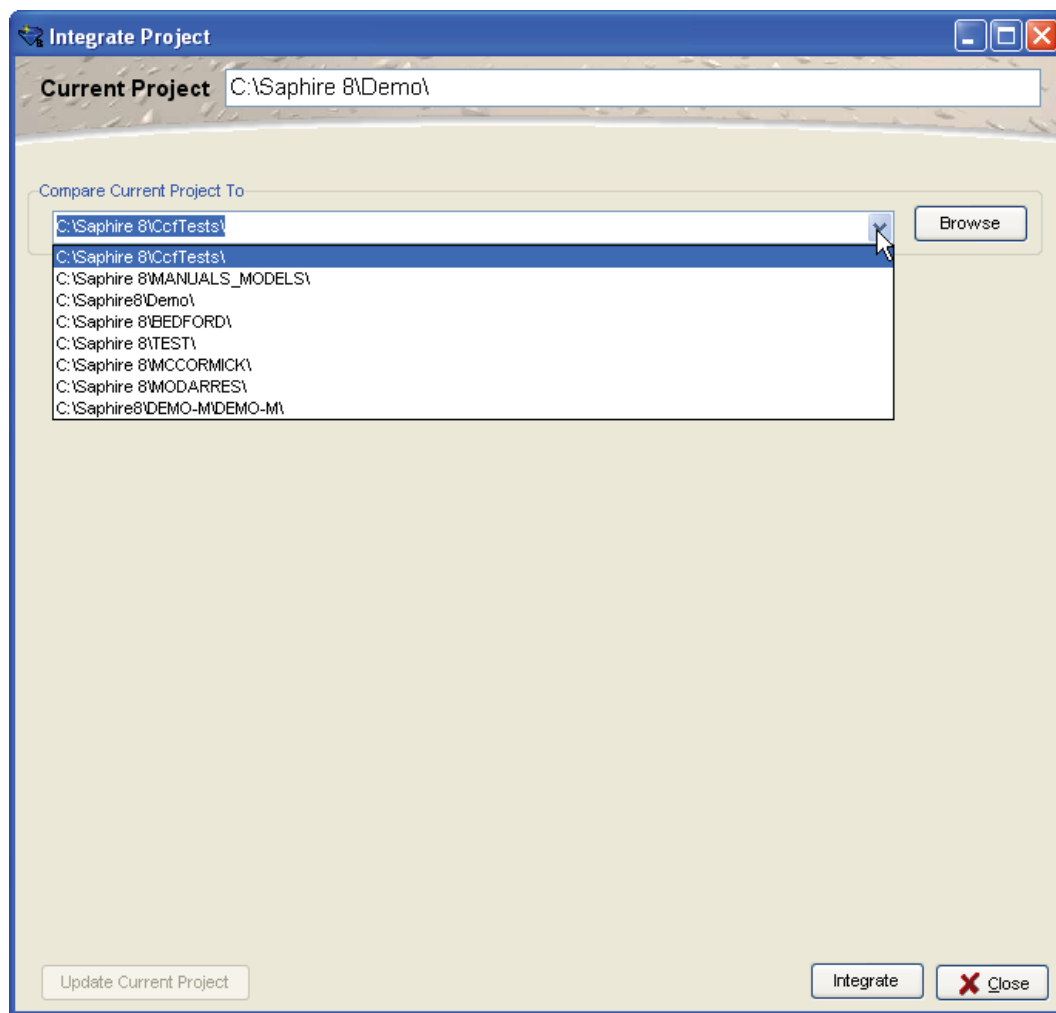 Integrate Project
Current Project C:\Saphire 8\Demo\
Compare Current Project To
C:\Saphire 8\CcfTests\ Browse
C:\Saphire 8\CcfTests\
C:\Saphire 8\MANUALS_MODELS\
C:\Saphire8\Demo\
C:\Saphire 8\BEDFORD\
C:\Saphire 8\TEST\
C:\Saphire 8\MCCORMICK\
C:\Saphire 8\MODARRES\
C:\Saphire8\DEMO-M\DEMO-M\
Update Current Project Integrate Close